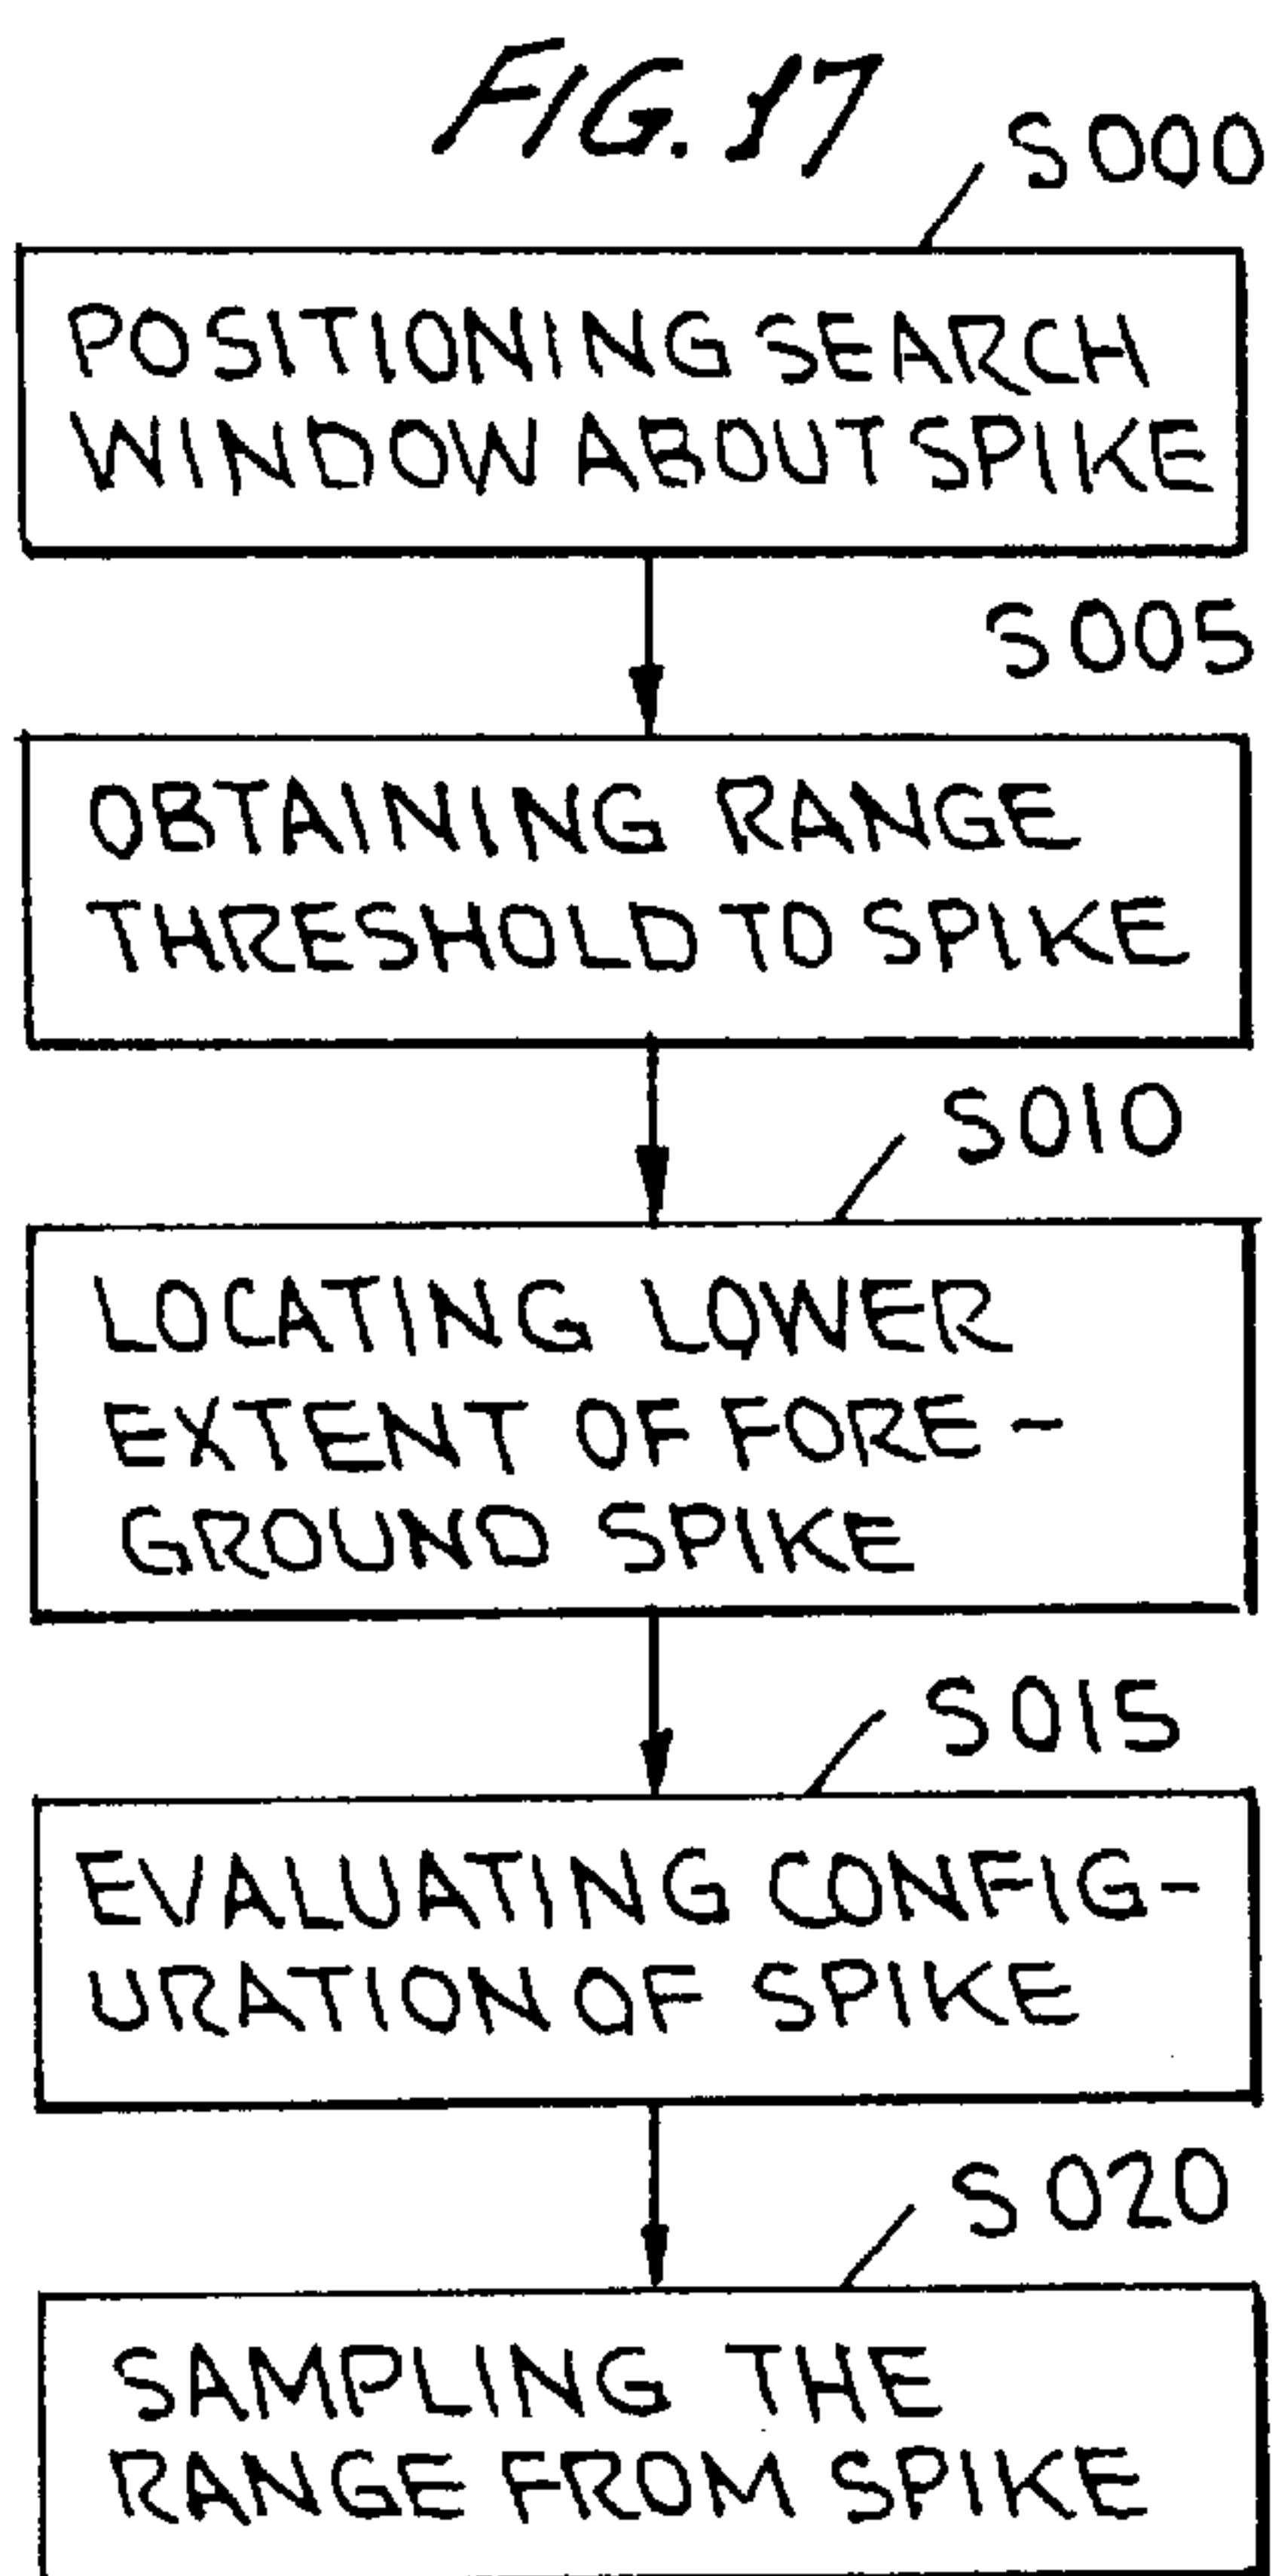 FIG. 17
S000
POSITIONING SEARCH
WINDOW ABOUT SPIKE
S005
OBTAINING RANGE
THRESHOLD TO SPIKE
S010
LOCATING LOWER
EXTENT OF FORE-
GROUND SPIKE
S015
EVALUATING CONFIG-
URATION OF SPIKE
S020
SAMPLING THE
RANGE FROM SPIKE